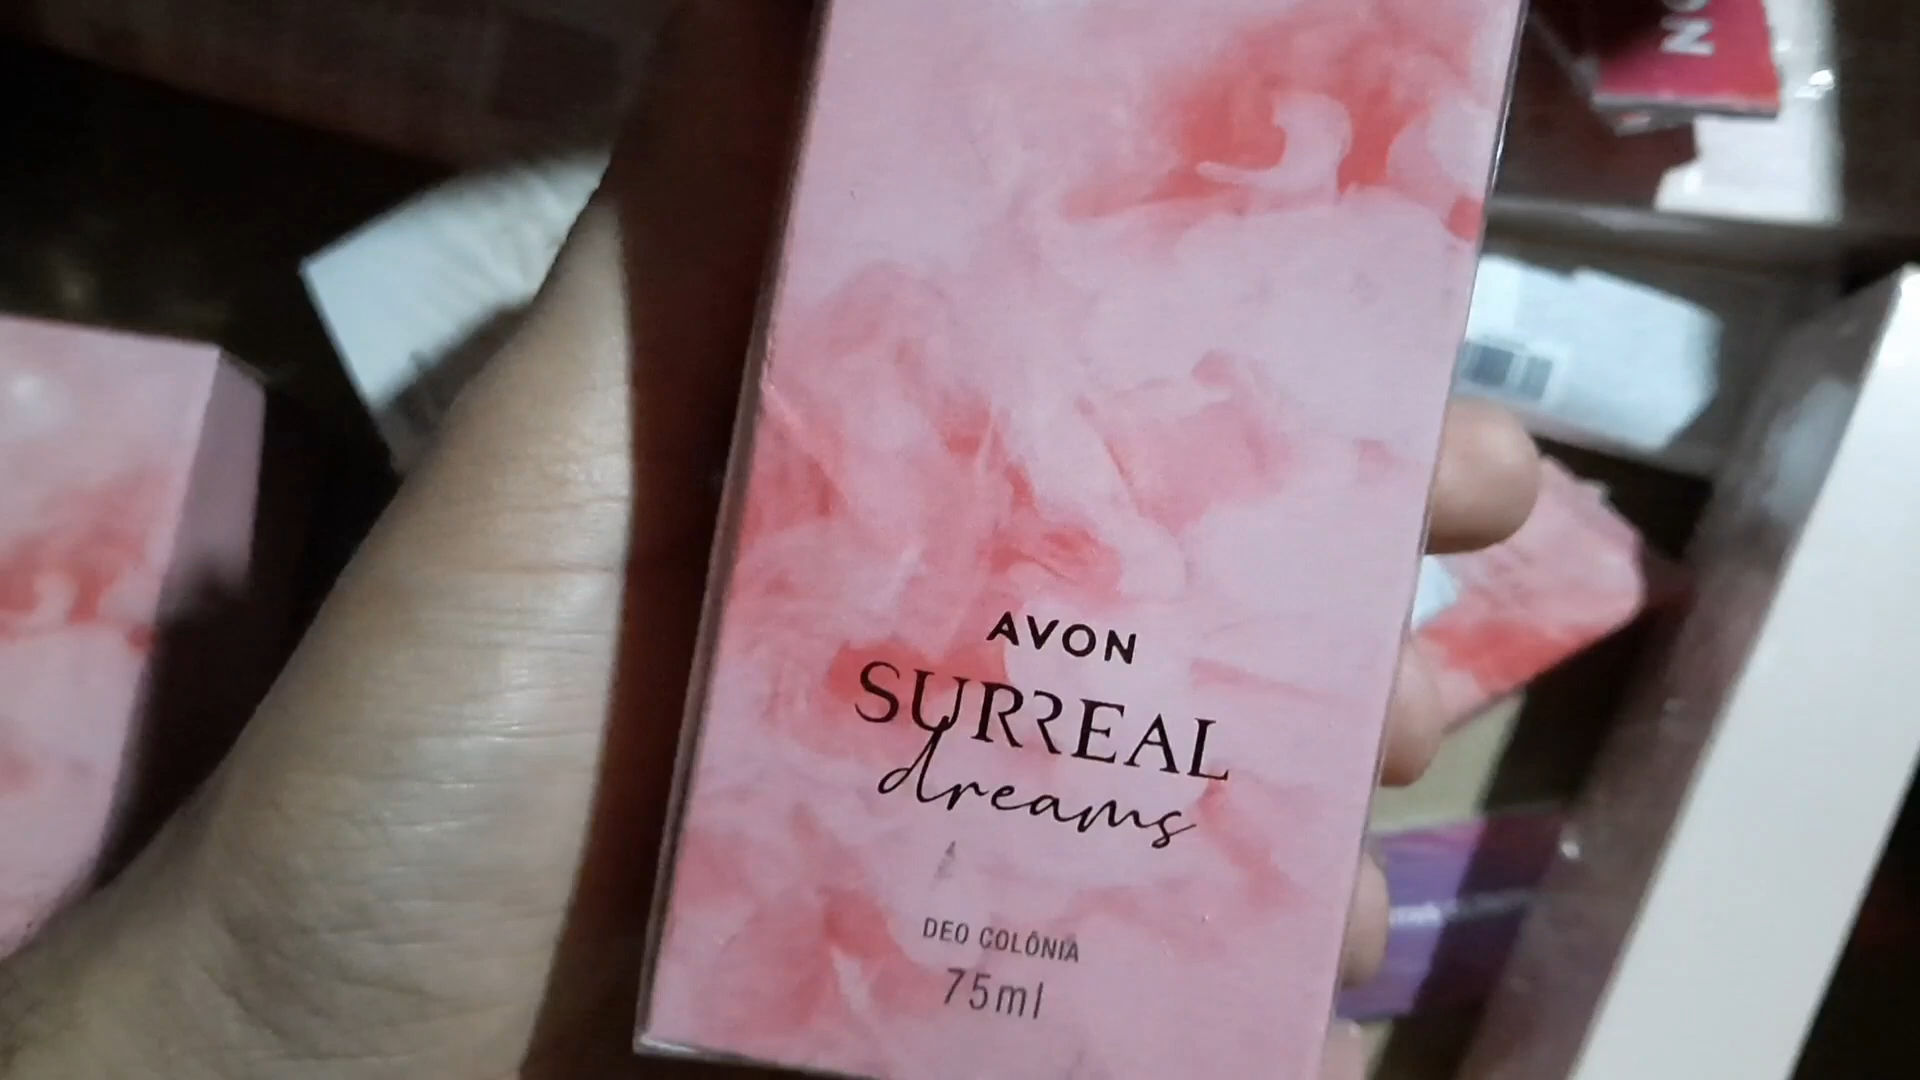 AVON
SURREAL
dreams
DEO COLÔNIA
75ml